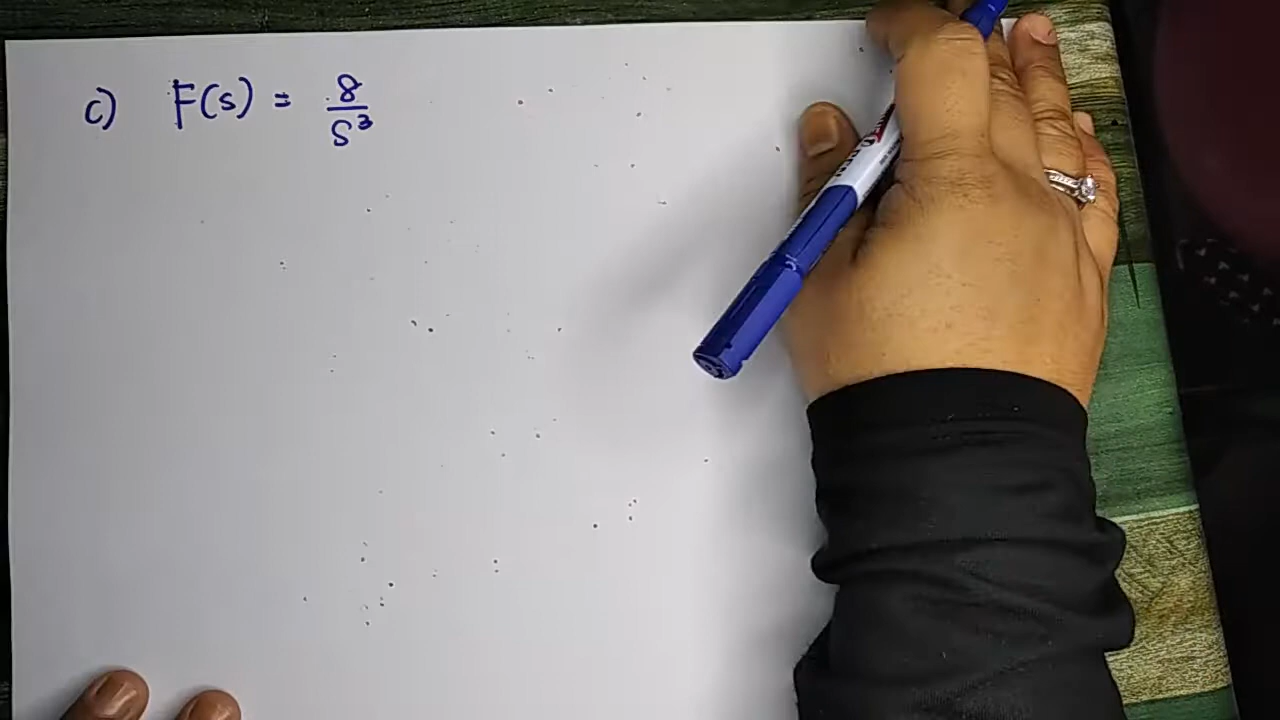 c) F(s) = 8/s³